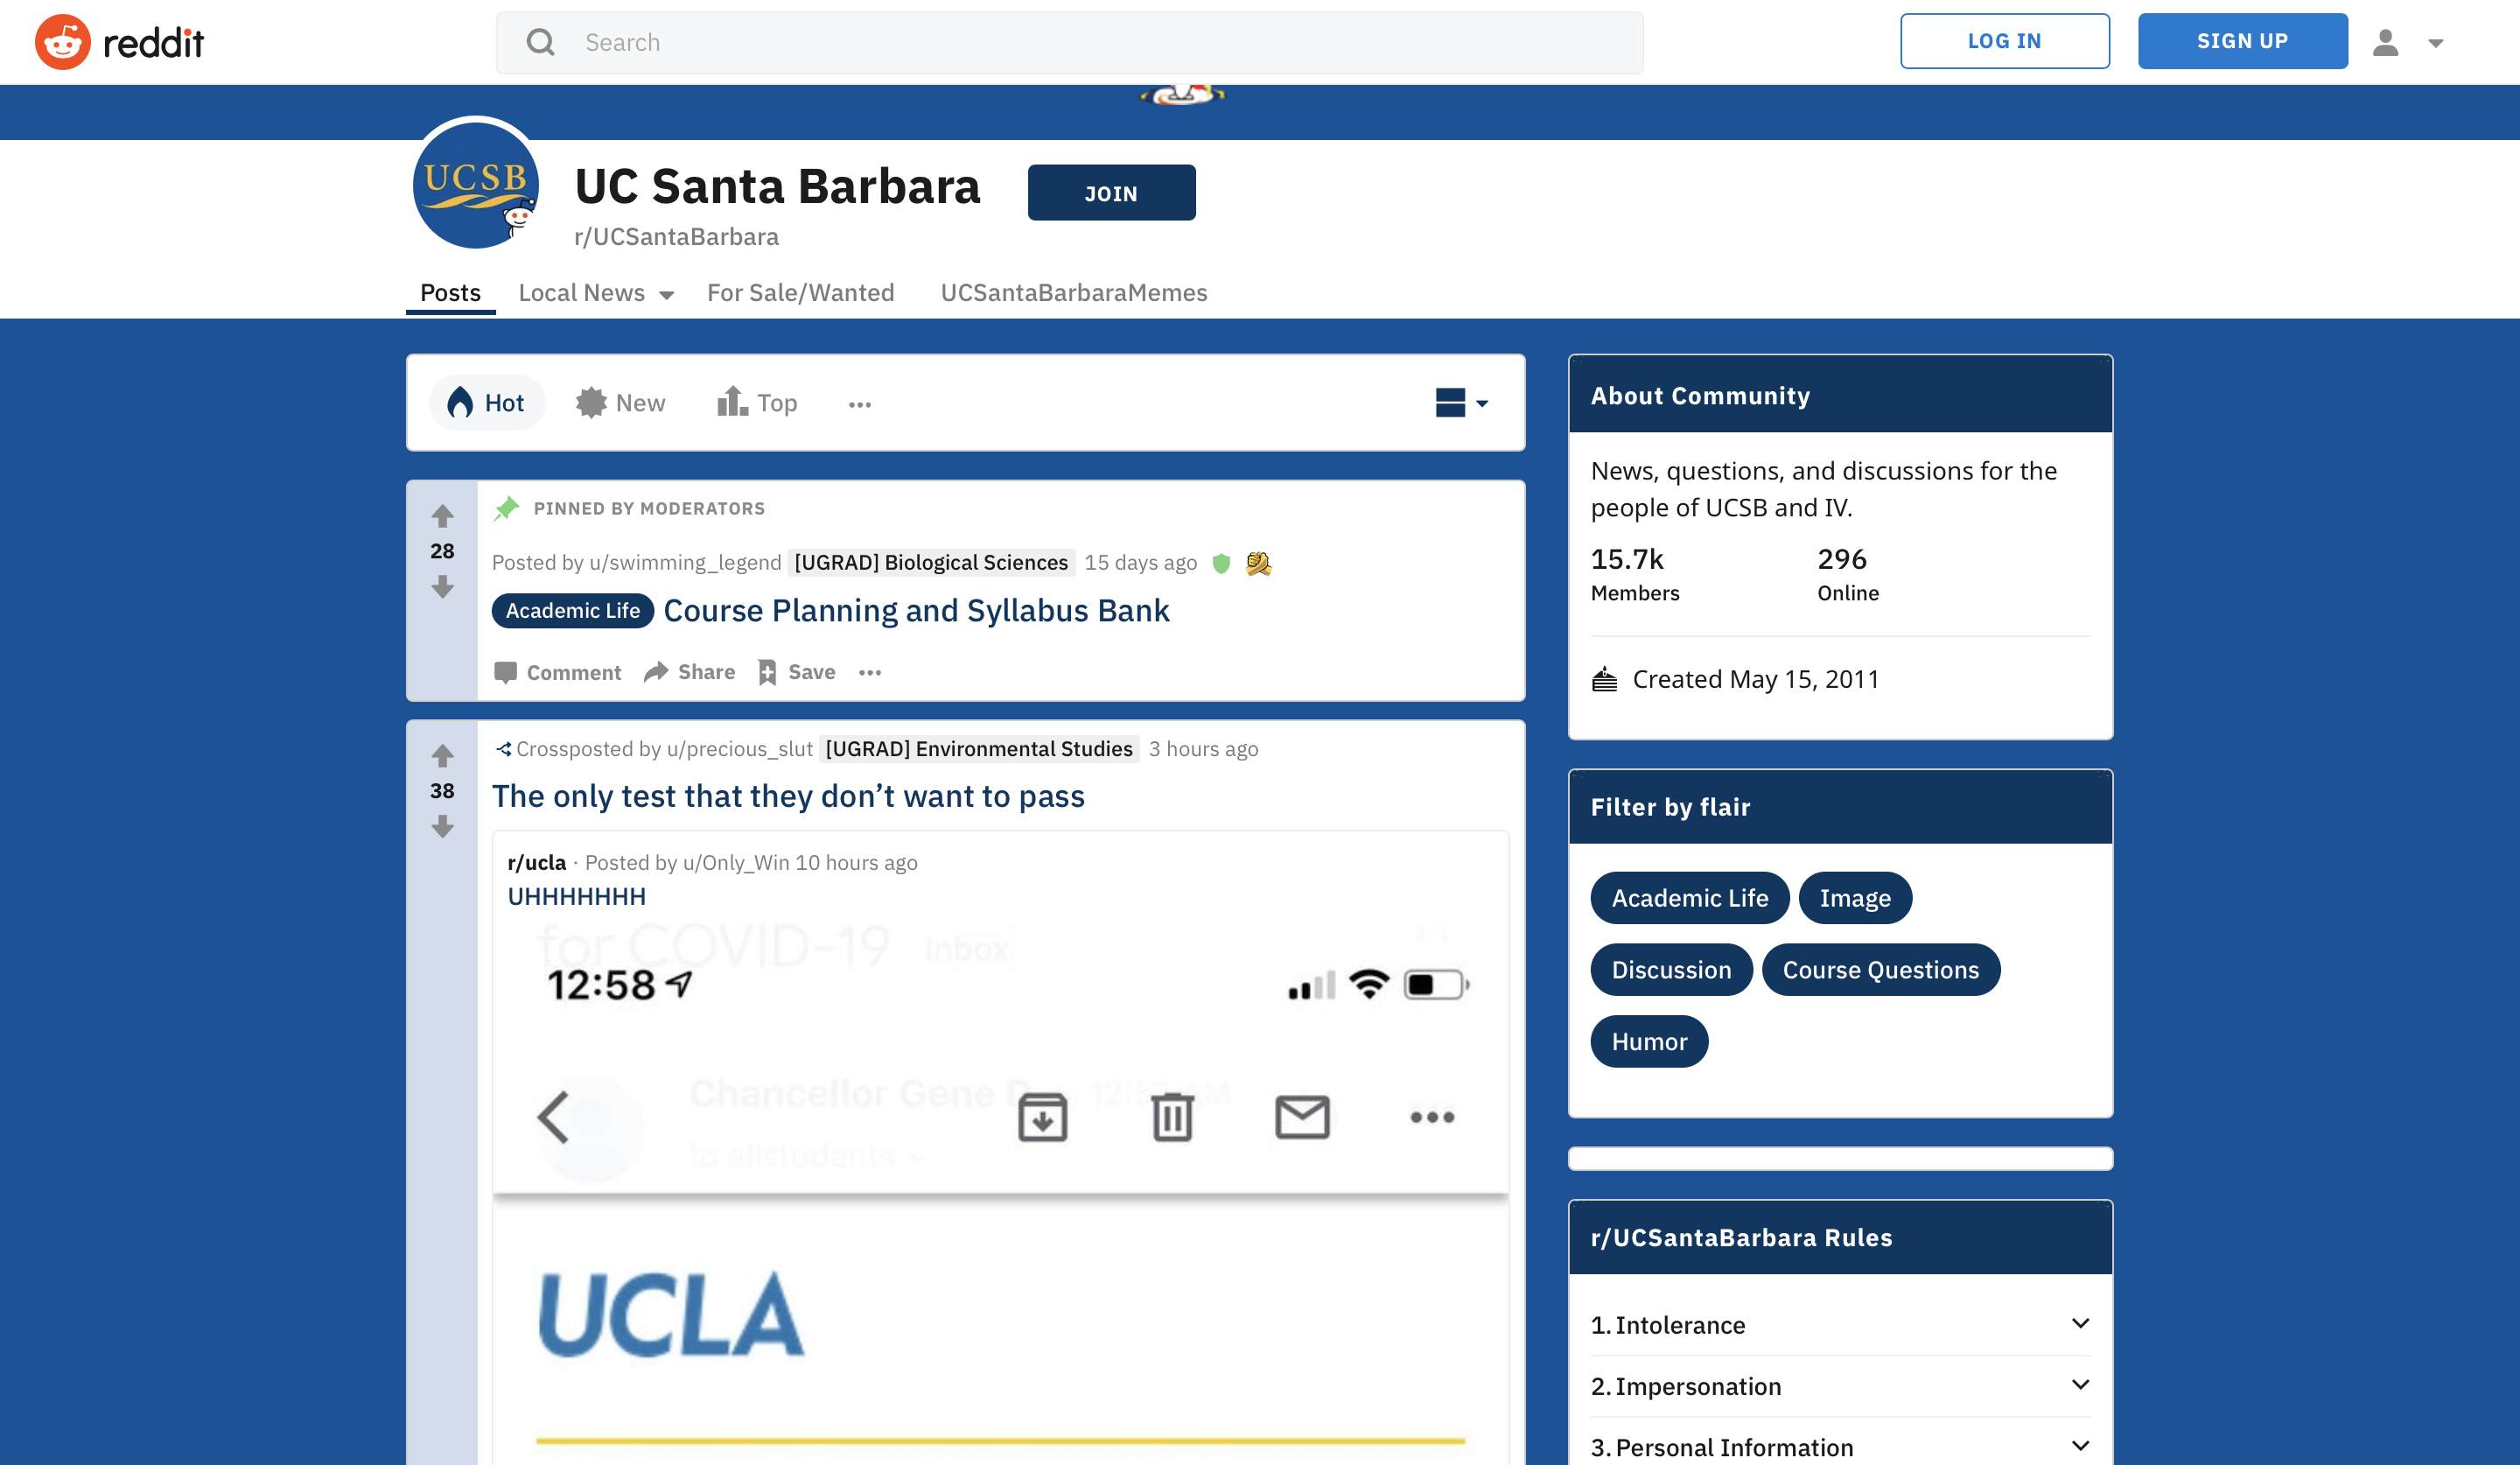 reddit
Search
LOG IN
SIGN UP
UCSB
UC Santa Barbara
JOIN
r/UCSantaBarbara
Posts
Local News
For Sale/Wanted
UCSantaBarbaraMemes
Hot
New
Top
...
28
PINNED BY MODERATORS
Posted by u/swimming_legend [UGRAD] Biological Sciences 15 days ago
Academic Life Course Planning and Syllabus Bank
Comment
Share
Save
...
38
Crossposted by u/precious_slut [UGRAD] Environmental Studies 3 hours ago
The only test that they don’t want to pass
r/ucla · Posted by u/Only_Win 10 hours ago
UHHHHHHH
for COVID-19 Inbox
12:58
Chancellor Gene
to allstudents
UCLA
About Community
News, questions, and discussions for the
people of UCSB and IV.
15.7k
296
Members
Online
Created May 15, 2011
Filter by flair
Academic Life
Image
Discussion
Course Questions
Humor
r/UCSantaBarbara Rules
1. Intolerance
2. Impersonation
3. Personal Information